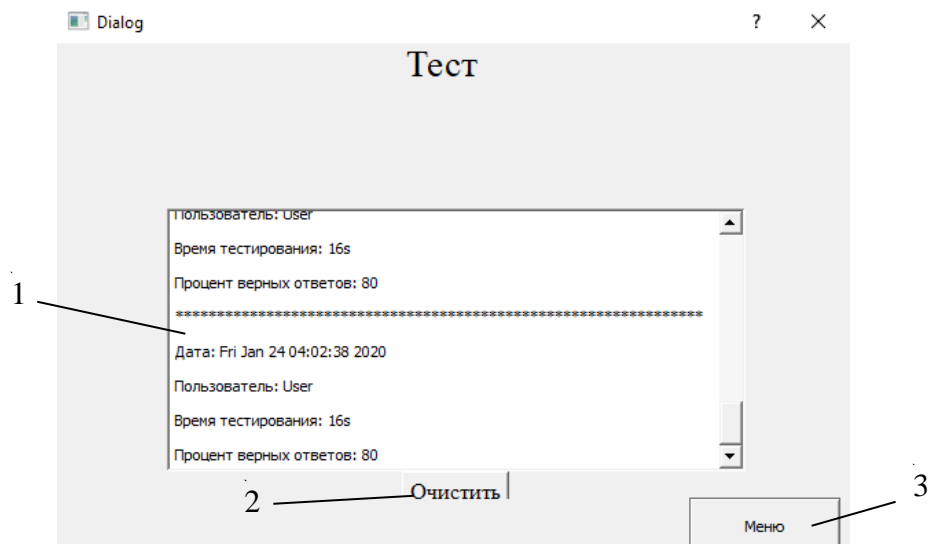 Dialog ? ×
Тест
Пользователь: User
Время тестирования: 16s
Процент верных ответов: 80
****************************************************************
Дата: Fri Jan 24 04:02:38 2020
Пользователь: User
Время тестирования: 16s
Процент верных ответов: 80
Очистить
Меню
1
2
3